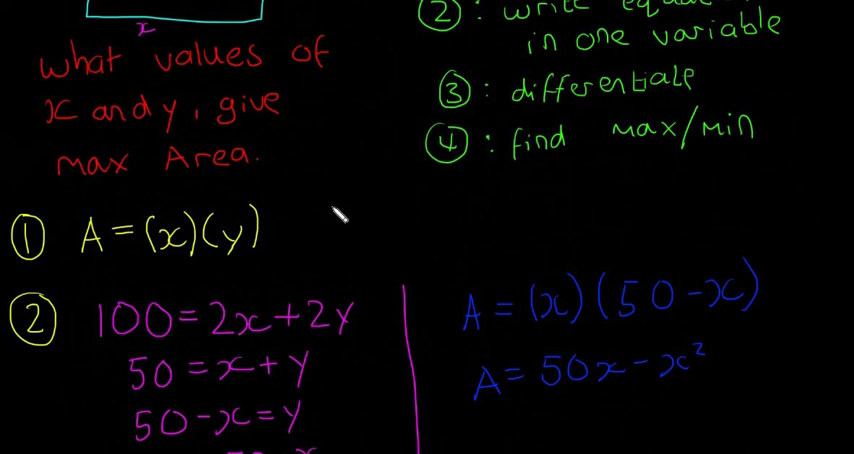 x
what values of
x and y, give
max Area.
② : write
in one variable
③ : differentiate
④ : find max/min
① A = (x)(y)
② 100 = 2x + 2y
50 = x + y
50 - x = y
A = (x)(50 - x)
A = 50x - x²